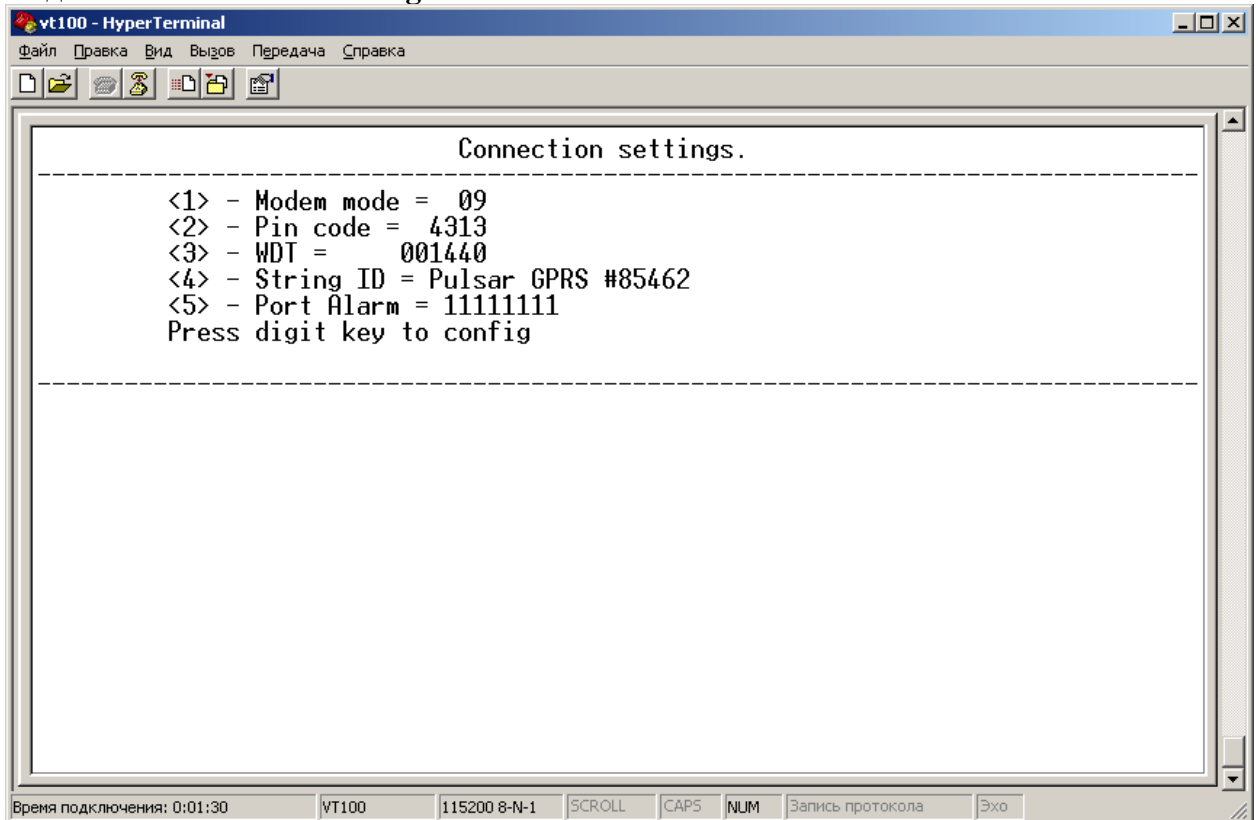 vt100 - HyperTerminal
Файл Правка Вид Вызов Передача Справка
Connection settings.
<1> - Modem mode = 09
<2> - Pin code = 4313
<3> - WDT = 001440
<4> - String ID = Pulsar GPRS #85462
<5> - Port Alarm = 11111111
Press digit key to config
Время подключения: 0:01:30 VT100 115200 8-N-1 SCROLL CAPS NUM Запись протокола Эхо